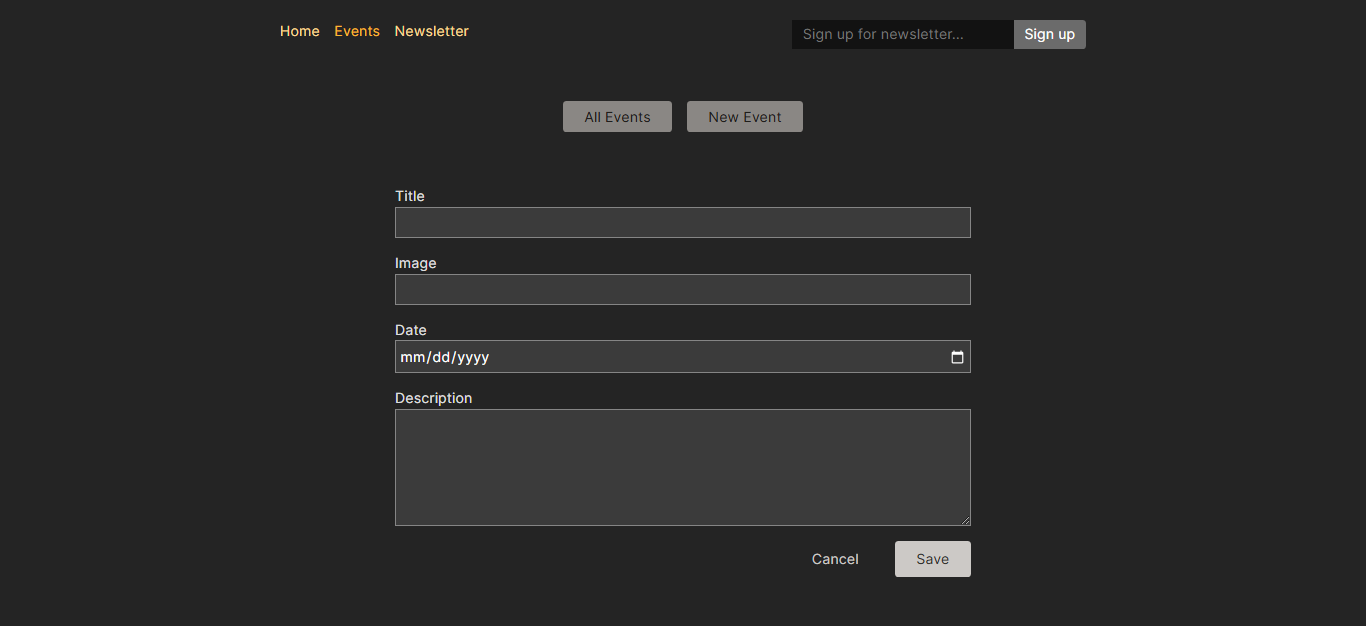 Home Events Newsletter Sign up for newsletter... Sign up
All Events New Event
Title
Image
Date
mm/dd/yyyy
Description
Cancel Save